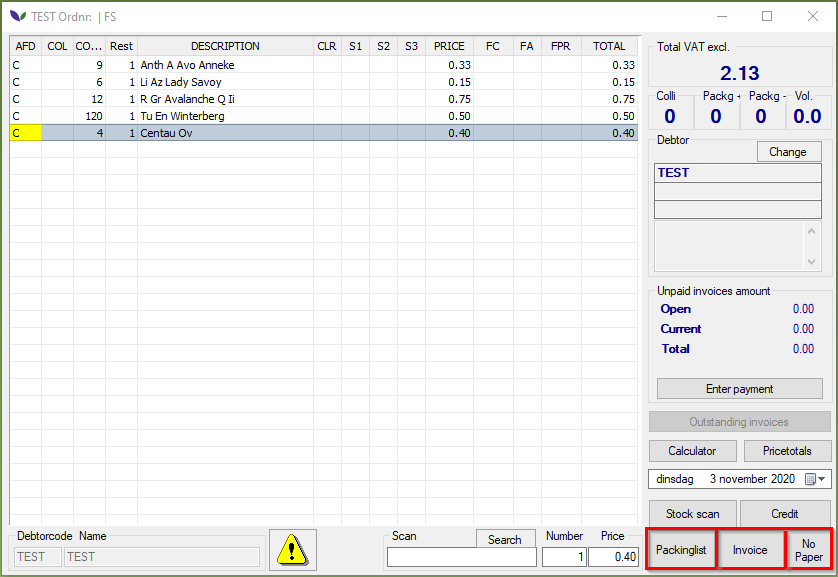 TEST Ordnr: | FS
AFD COL CO... Rest DESCRIPTION CLR S1 S2 S3 PRICE FC FA FPR TOTAL
C 9 1 Anth A Avo Anneke 0.33 0.33
C 6 1 Li Az Lady Savoy 0.15 0.15
C 12 1 R Gr Avalanche Q Ii 0.75 0.75
C 120 1 Tu En Winterberg 0.50 0.50
C 4 1 Centau Ov 0.40 0.40
Total VAT excl.
2.13
Colli Packg + Packg - Vol.
0 0 0 0.0
Debtor
Change
TEST
Unpaid invoices amount
Open 0.00
Current 0.00
Total 0.00
Enter payment
Outstanding invoices
Calculator Pricetotals
dinsdag 3 november 2020
Stock scan Credit
Packinglist Invoice No Paper
Debtorcode Name
TEST TEST
Scan Search Number Price
1 0.40